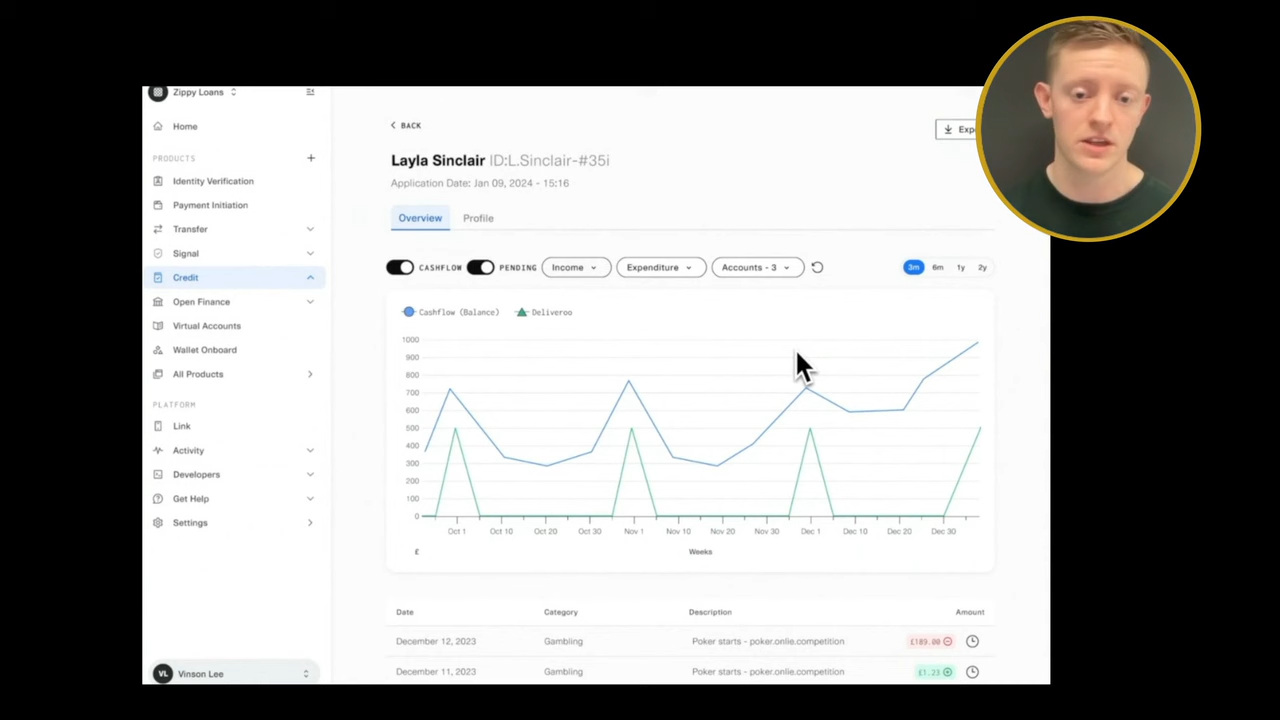 Zippy Loans
Home
PRODUCTS
Identity Verification
Payment Initiation
Transfer
Signal
Credit
Open Finance
Virtual Accounts
Wallet Onboard
All Products
PLATFORM
Link
Activity
Developers
Get Help
Settings
VL Vinson Lee
BACK
Layla Sinclair ID:L.Sinclair-#35i
Application Date: Jan 09, 2024 - 15:16
Overview Profile
CASHFLOW PENDING Income Expenditure Accounts - 3 3m 6m 1y 2y
Cashflow (Balance) Deliveroo
1000
900
800
700
600
500
400
300
200
100
0
Oct 1 Oct 10 Oct 20 Oct 30 Nov 1 Nov 10 Nov 20 Nov 30 Dec 1 Dec 10 Dec 20 Dec 30
£ Weeks
Date Category Description Amount
December 12, 2023 Gambling Poker starts - poker.onlie.competition £189.00
December 11, 2023 Gambling Poker starts - poker.onlie.competition £1.23